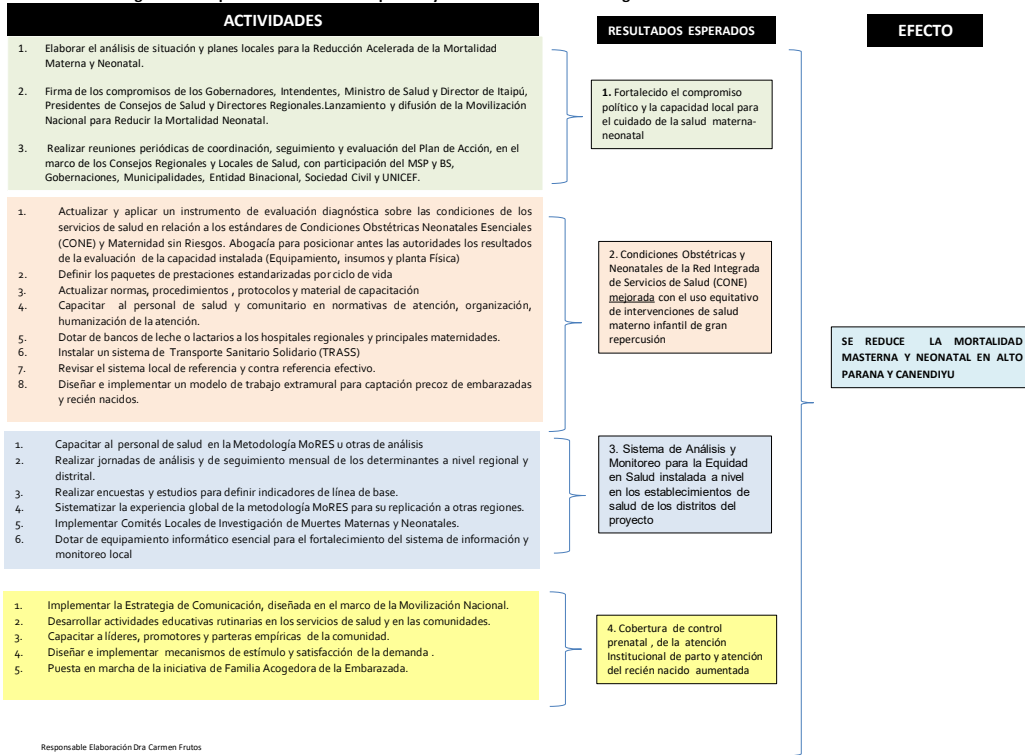 ACTIVIDADES
1. Elaborar el análisis de situación y planes locales para la Reducción Acelerada de la Mortalidad
Materna y Neonatal.
2. Firma de los compromisos de los Gobernadores, Intendentes, Ministro de Salud y Director de Itaipú,
Presidentes de Consejos de Salud y Directores Regionales.Lanzamiento y difusión de la Movilización
Nacional para Reducir la Mortalidad Neonatal.
3. Realizar reuniones periódicas de coordinación, seguimiento y evaluación del Plan de Acción, en el
marco de los Consejos Regionales y Locales de Salud, con participación del MSP y BS,
Gobernaciones, Municipalidades, Entidad Binacional, Sociedad Civil y UNICEF.
1. Actualizar y aplicar un instrumento de evaluación diagnóstica sobre las condiciones de los
servicios de salud en relación a los estándares de Condiciones Obstétricas Neonatales Esenciales
(CONE) y Maternidad sin Riesgos. Abogacía para posicionar antes las autoridades los resultados
de la evaluación de la capacidad instalada (Equipamiento, insumos y planta Física)
2. Definir los paquetes de prestaciones estandarizadas por ciclo de vida
3. Actualizar normas, procedimientos , protocolos y material de capacitación
4. Capacitar al personal de salud y comunitario en normativas de atención, organización,
humanización de la atención.
5. Dotar de bancos de leche o lactarios a los hospitales regionales y principales maternidades.
6. Instalar un sistema de Transporte Sanitario Solidario (TRASS)
7. Revisar el sistema local de referencia y contra referencia efectivo.
8. Diseñar e implementar un modelo de trabajo extramural para captación precoz de embarazadas
y recién nacidos.
1. Capacitar al personal de salud en la Metodología MoRES u otras de análisis
2. Realizar jornadas de análisis y de seguimiento mensual de los determinantes a nivel regional y
distrital.
3. Realizar encuestas y estudios para definir indicadores de línea de base.
4. Sistematizar la experiencia global de la metodología MoRES para su replicación a otras regiones.
5. Implementar Comités Locales de Investigación de Muertes Maternas y Neonatales.
6. Dotar de equipamiento informático esencial para el fortalecimiento del sistema de información y
monitoreo local
1. Implementar la Estrategia de Comunicación, diseñada en el marco de la Movilización Nacional.
2. Desarrollar actividades educativas rutinarias en los servicios de salud y en las comunidades.
3. Capacitar a líderes, promotores y parteras empíricas de la comunidad.
4. Diseñar e implementar mecanismos de estímulo y satisfacción de la demanda .
5. Puesta en marcha de la iniciativa de Familia Acogedora de la Embarazada.
RESULTADOS ESPERADOS
1. Fortalecido el compromiso
político y la capacidad local para
el cuidado de la salud materna-
neonatal
2. Condiciones Obstétricas y
Neonatales de la Red Integrada
de Servicios de Salud (CONE)
mejorada con el uso equitativo
de intervenciones de salud
materno infantil de gran
repercusión
3. Sistema de Análisis y
Monitoreo para la Equidad
en Salud instalada a nivel
en los establecimientos de
salud de los distritos del
proyecto
4. Cobertura de control
prenatal , de la atención
Institucional de parto y atención
del recién nacido aumentada
EFECTO
SE REDUCE LA MORTALIDAD
MASTERNA Y NEONATAL EN ALTO
PARANA Y CANENDIYU
Responsable Elaboración Dra Carmen Frutos